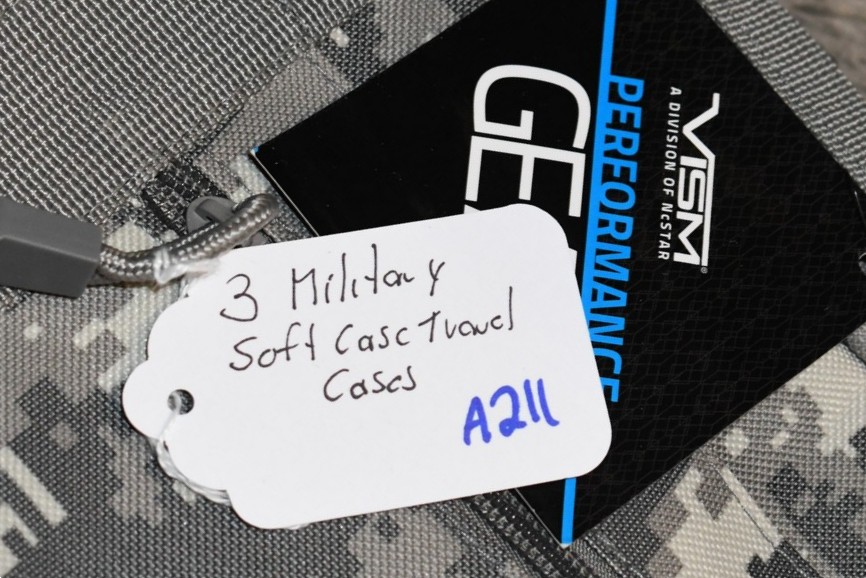 3 Military
Soft Case Travel
Cases
A211
GE
PERFORMANCE
VISM®
A DIVISION OF NcSTAR